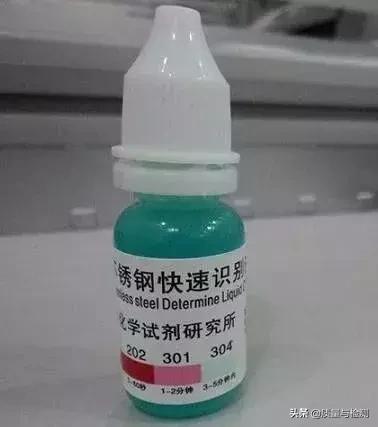 不锈钢快速识别
stainless steel Determine Liquid
化学试剂研究所
202 301 304
1-2分钟 3-5分钟内
头条 @质量与检测